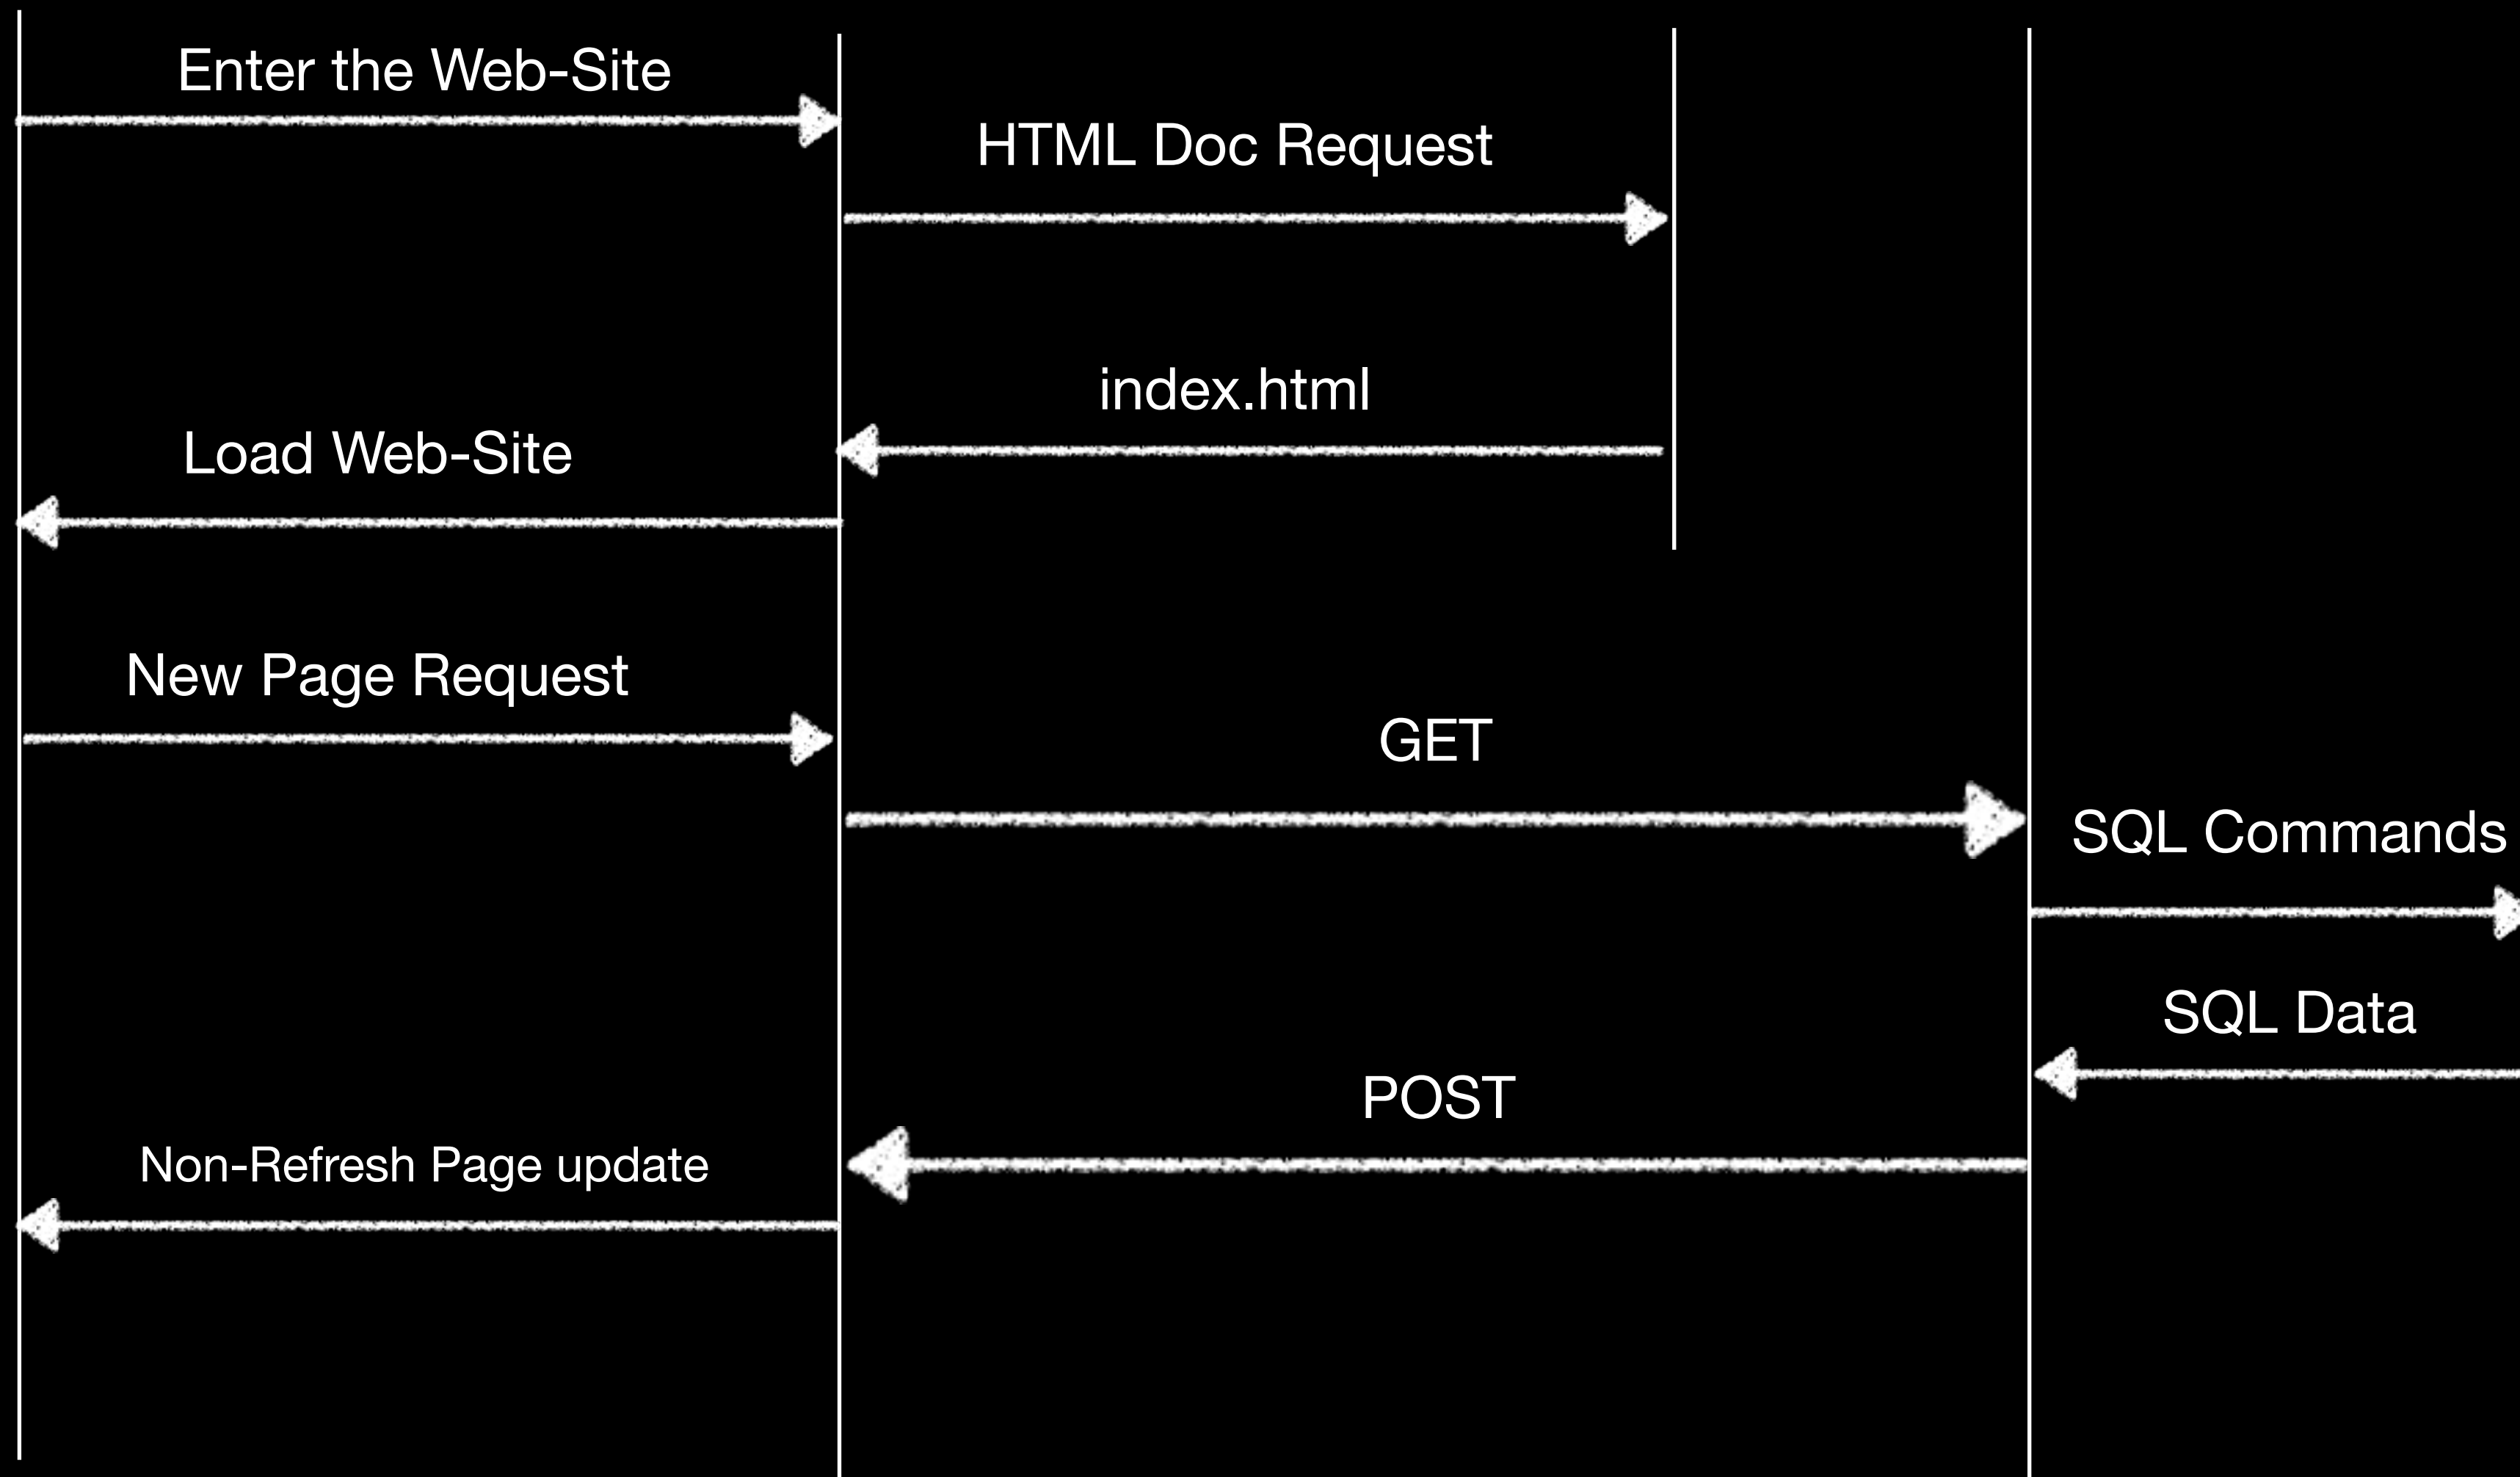 Enter the Web-Site
HTML Doc Request
index.html
Load Web-Site
New Page Request
GET
SQL Commands
SQL Data
POST
Non-Refresh Page update